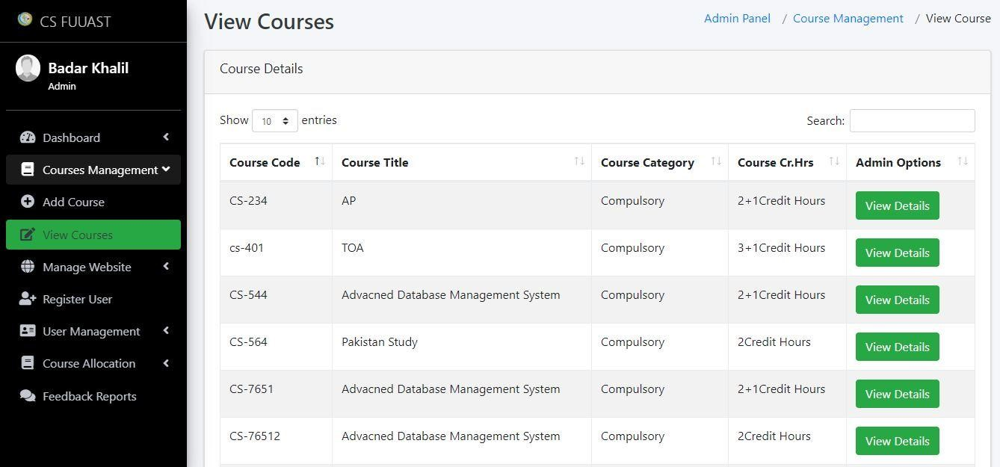 CS FUUAST
Badar Khalil
Admin
Dashboard
Courses Management
Add Course
View Courses
Manage Website
Register User
User Management
Course Allocation
Feedback Reports
View Courses
Admin Panel / Course Management / View Course
Course Details
Show 10 entries Search:
Course Code Course Title Course Category Course Cr.Hrs Admin Options
CS-234 AP Compulsory 2+1Credit Hours View Details
cs-401 TOA Compulsory 3+1Credit Hours View Details
CS-544 Advacned Database Management System Compulsory 2+1Credit Hours View Details
CS-564 Pakistan Study Compulsory 2Credit Hours View Details
CS-7651 Advacned Database Management System Compulsory 2+1Credit Hours View Details
CS-76512 Advacned Database Management System Compulsory 2Credit Hours View Details